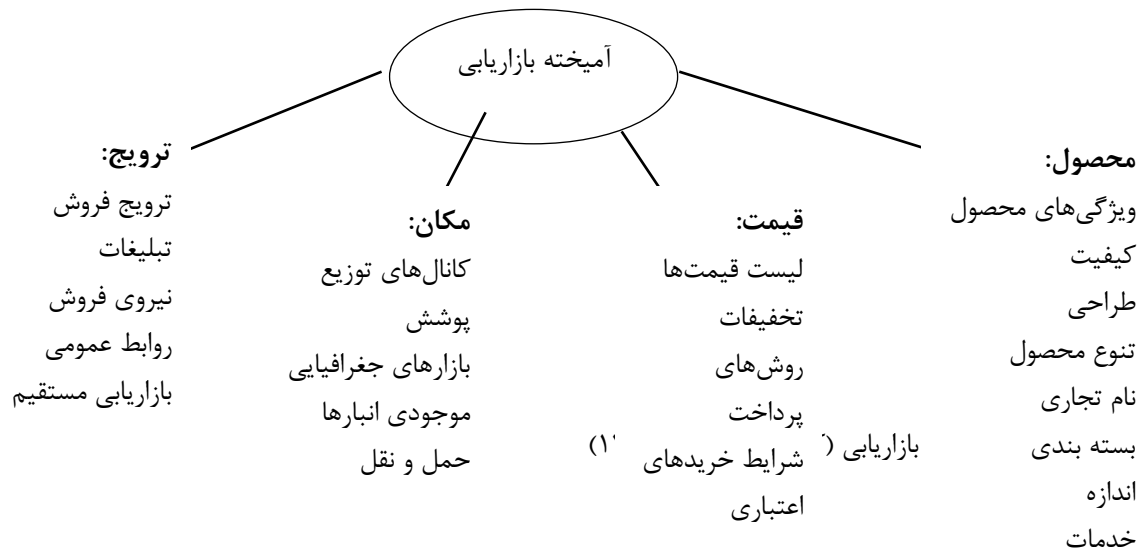 آمیخته بازاریابی
محصول:
ویژگی‌های محصول
کیفیت
طراحی
تنوع محصول
نام تجاری
بسته بندی
اندازه
خدمات
قیمت:
لیست قیمت‌ها
تخفیفات
روش‌های
پرداخت
شرایط خریدهای
اعتباری
مکان:
کانال‌های توزیع
پوشش
بازارهای جغرافیایی
موجودی انبارها
حمل و نقل
ترویج:
ترویج فروش
تبلیغات
نیروی فروش
روابط عمومی
بازاریابی مستقیم
بازاریابی (